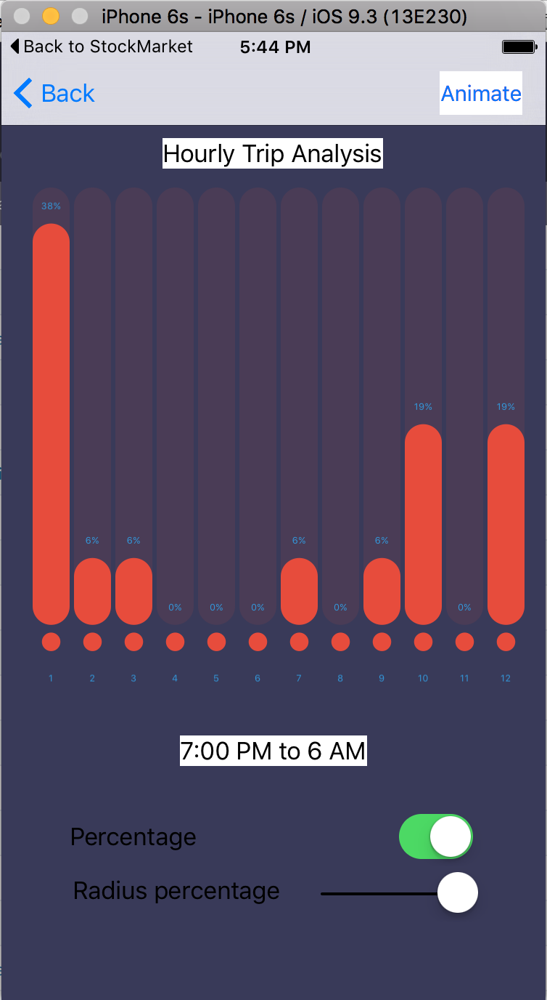 iPhone 6s - iPhone 6s / iOS 9.3 (13E230)
Back to StockMarket 5:44 PM
Back Animate
Hourly Trip Analysis
38%
19% 19%
6% 6% 6% 6%
0% 0% 0% 0% 0%
1 2 3 4 5 6 7 8 9 10 11 12
7:00 PM to 6 AM
Percentage
Radius percentage